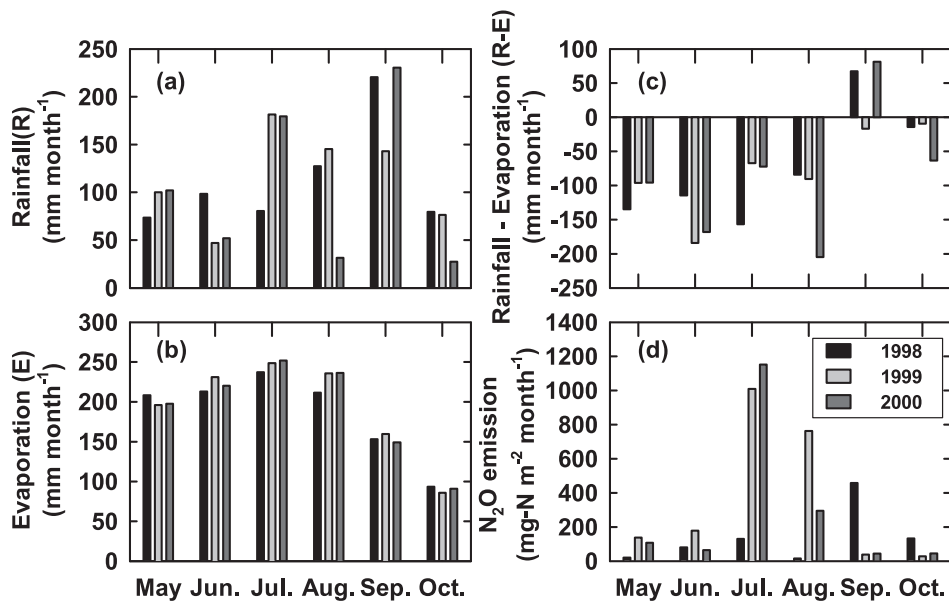 (a)
Rainfall(R)
(mm month⁻¹)
250
200
150
100
50
0
(c)
Rainfall - Evaporation (R-E)
(mm month⁻¹)
100
50
0
-50
-100
-150
-200
-250
(b)
Evaporation (E)
(mm month⁻¹)
300
250
200
150
100
50
0
May Jun. Jul. Aug. Sep. Oct.
(d)
N₂O emission
(mg-N m⁻² month⁻¹)
1400
1200
1000
800
600
400
200
0
1998
1999
2000
May Jun. Jul. Aug. Sep. Oct.